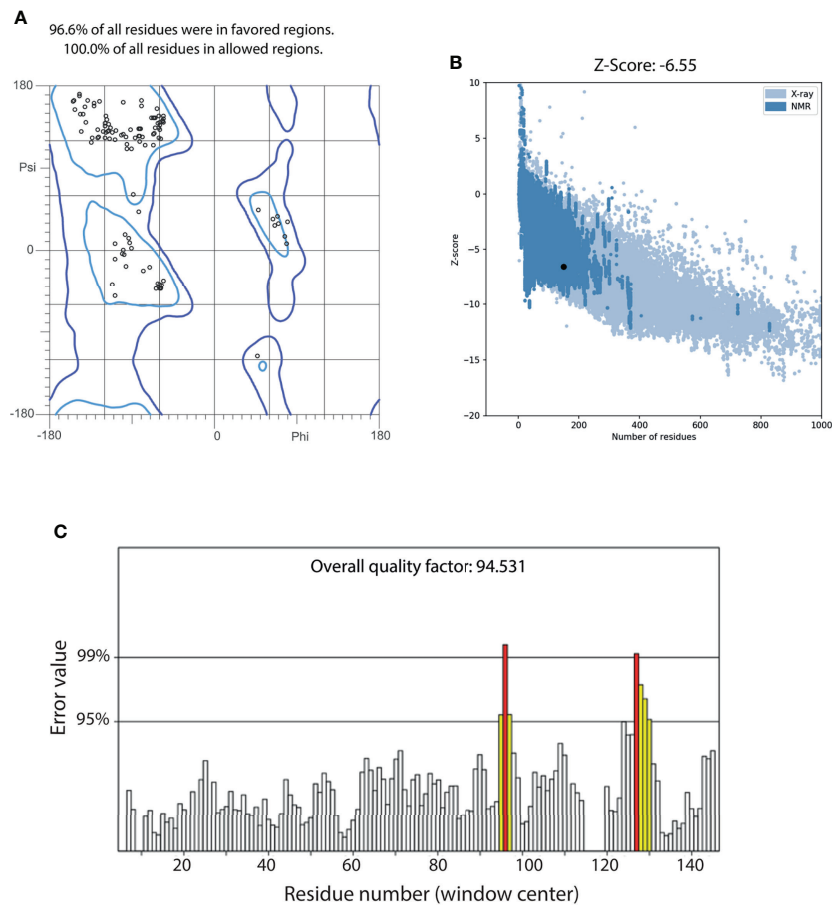 A
96.6% of all residues were in favored regions.
100.0% of all residues in allowed regions.
180
Psi
0
-180
-180
0
Phi
180
B
Z-Score: -6.55
X-ray
NMR
10
5
0
−5
−10
−15
−20
Z-score
0
200
400
600
800
1000
Number of residues
C
Overall quality factor: 94.531
Error value
99%
95%
20
40
60
80
100
120
140
Residue number (window center)